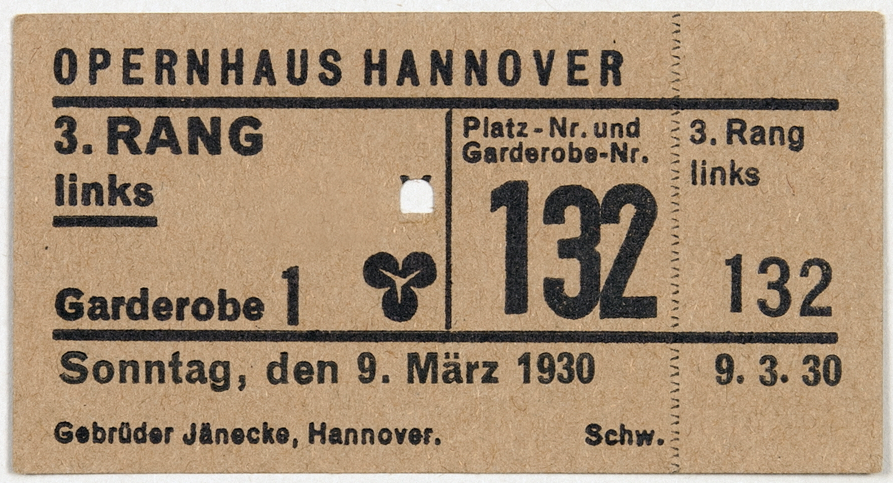 OPERNHAUS HANNOVER
3. RANG
links
Garderobe 1
Platz-Nr. und
Garderobe-Nr.
132
3. Rang
links
132
Sonntag, den 9. März 1930
9. 3. 30
Gebrüder Jänecke, Hannover.
Schw.